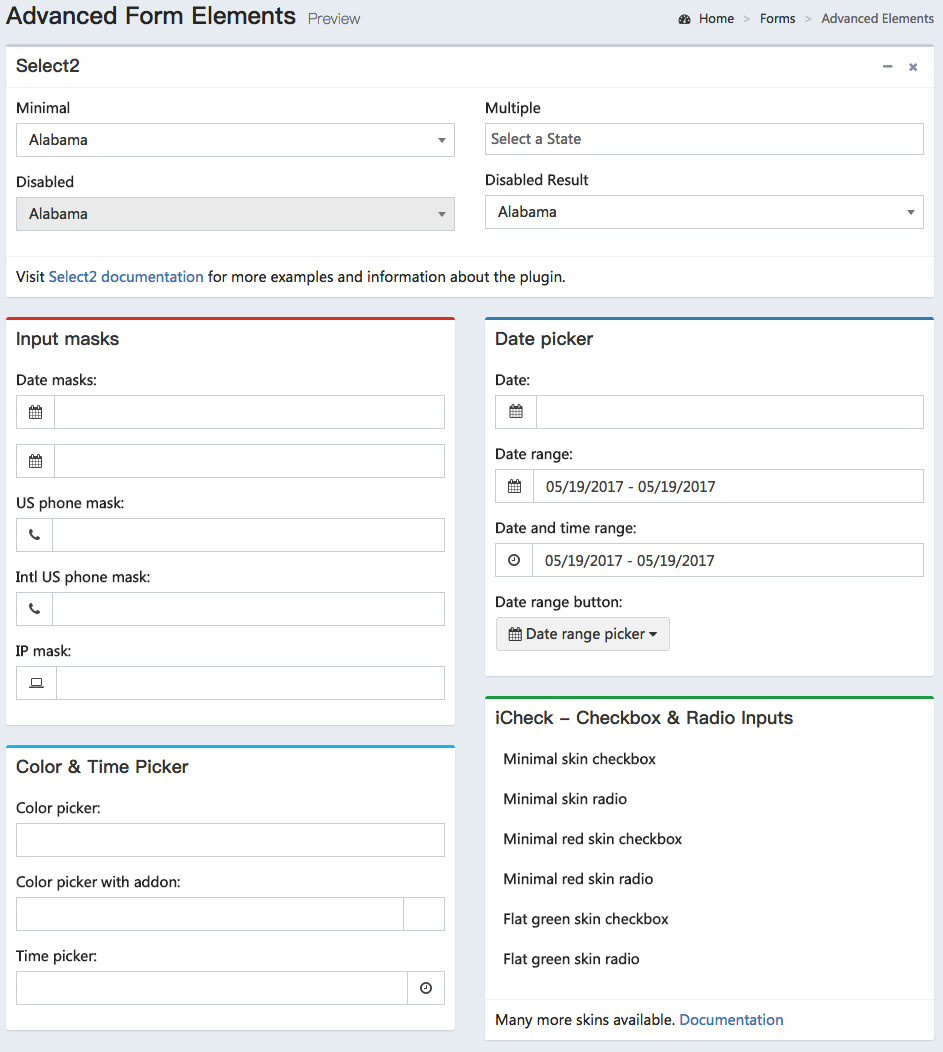 Advanced Form Elements Preview
Home > Forms > Advanced Elements
Select2
Minimal
Alabama
Disabled
Alabama
Multiple
Select a State
Disabled Result
Alabama
Visit Select2 documentation for more examples and information about the plugin.
Input masks
Date masks:
US phone mask:
Intl US phone mask:
IP mask:
Color & Time Picker
Color picker:
Color picker with addon:
Time picker:
Date picker
Date:
Date range:
05/19/2017 - 05/19/2017
Date and time range:
05/19/2017 - 05/19/2017
Date range button:
Date range picker
iCheck – Checkbox & Radio Inputs
Minimal skin checkbox
Minimal skin radio
Minimal red skin checkbox
Minimal red skin radio
Flat green skin checkbox
Flat green skin radio
Many more skins available. Documentation